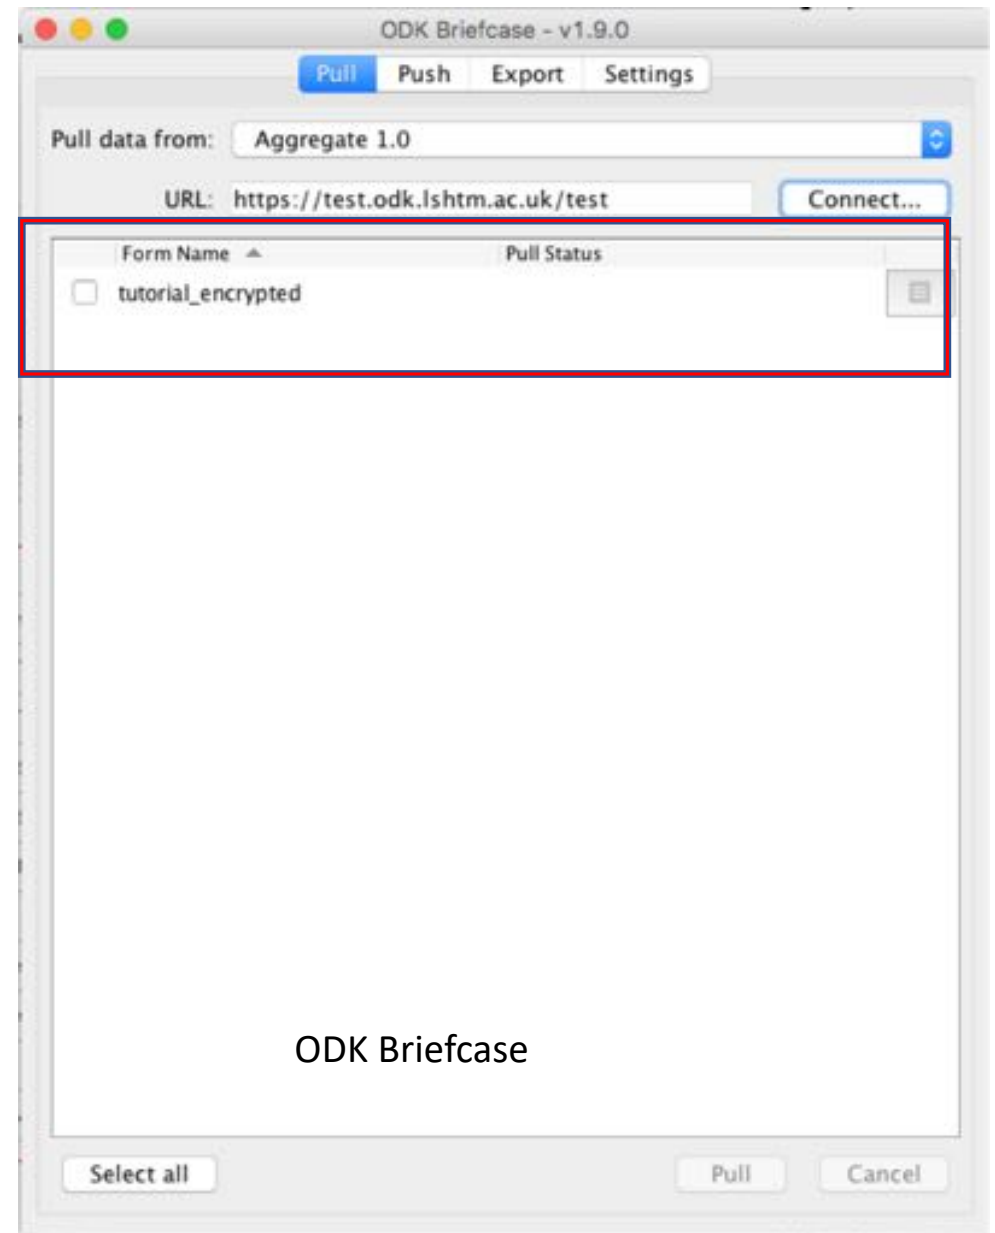 ODK Briefcase - v1.9.0
Pull Push Export Settings
Pull data from: Aggregate 1.0
URL: https://test.odk.lshtm.ac.uk/test Connect...
Form Name Pull Status
tutorial_encrypted
ODK Briefcase
Select all Pull Cancel